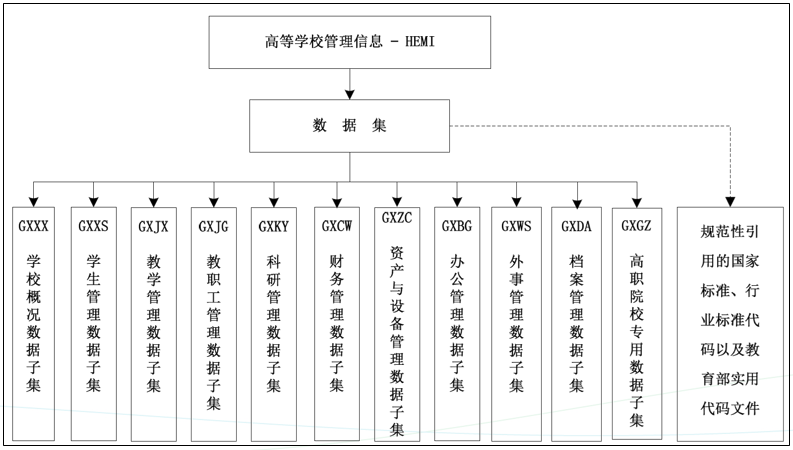 高等学校管理信息 - HEMI
数 据 集
GXXX
学校概况数据子集
GXXS
学生管理数据子集
GXJX
教学管理数据子集
GXJG
教职工管理数据子集
GXKY
科研管理数据子集
GXCW
财务管理数据子集
GXZC
资产与设备管理数据子集
GXBG
办公管理数据子集
GXWS
外事管理数据子集
GXDA
档案管理数据子集
GXGZ
高职院校专用数据子集
规范性引
用的国家
标准、行
业标准代
码以及教
育部实用
代码文件